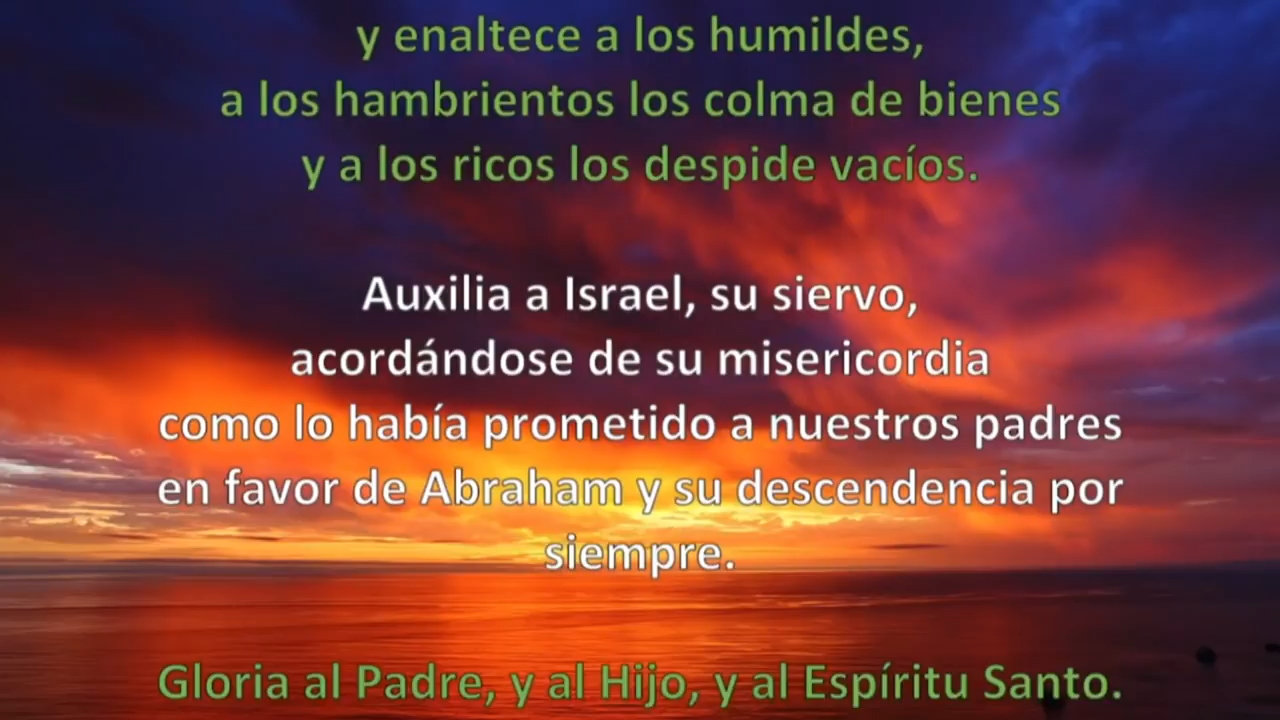 y enaltece a los humildes,
a los hambrientos los colma de bienes
y a los ricos los despide vacíos.
Auxilia a Israel, su siervo,
acordándose de su misericordia
como lo había prometido a nuestros padres
en favor de Abraham y su descendencia por
siempre.
Gloria al Padre, y al Hijo, y al Espíritu Santo.